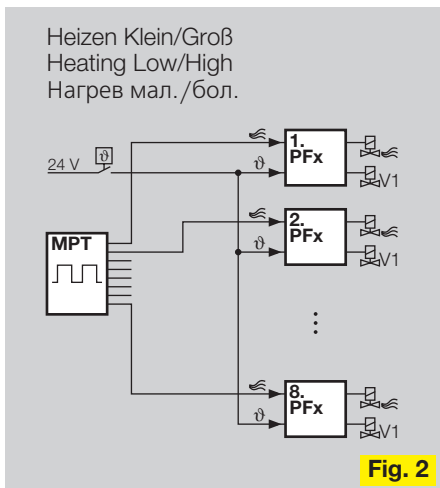 Heizen Klein/Groß
Heating Low/High
Нагрев мал./бол.
24 V ϑ
MPT
1.
PFx
ϑ
V1
2.
PFx
ϑ
V1
8.
PFx
ϑ
V1
Fig. 2